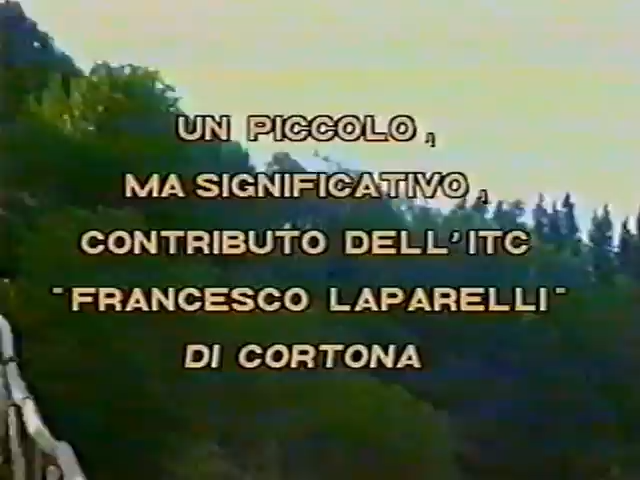 UN PICCOLO,
MA SIGNIFICATIVO,
CONTRIBUTO DELL'ITC
"FRANCESCO LAPARELLI"
DI CORTONA